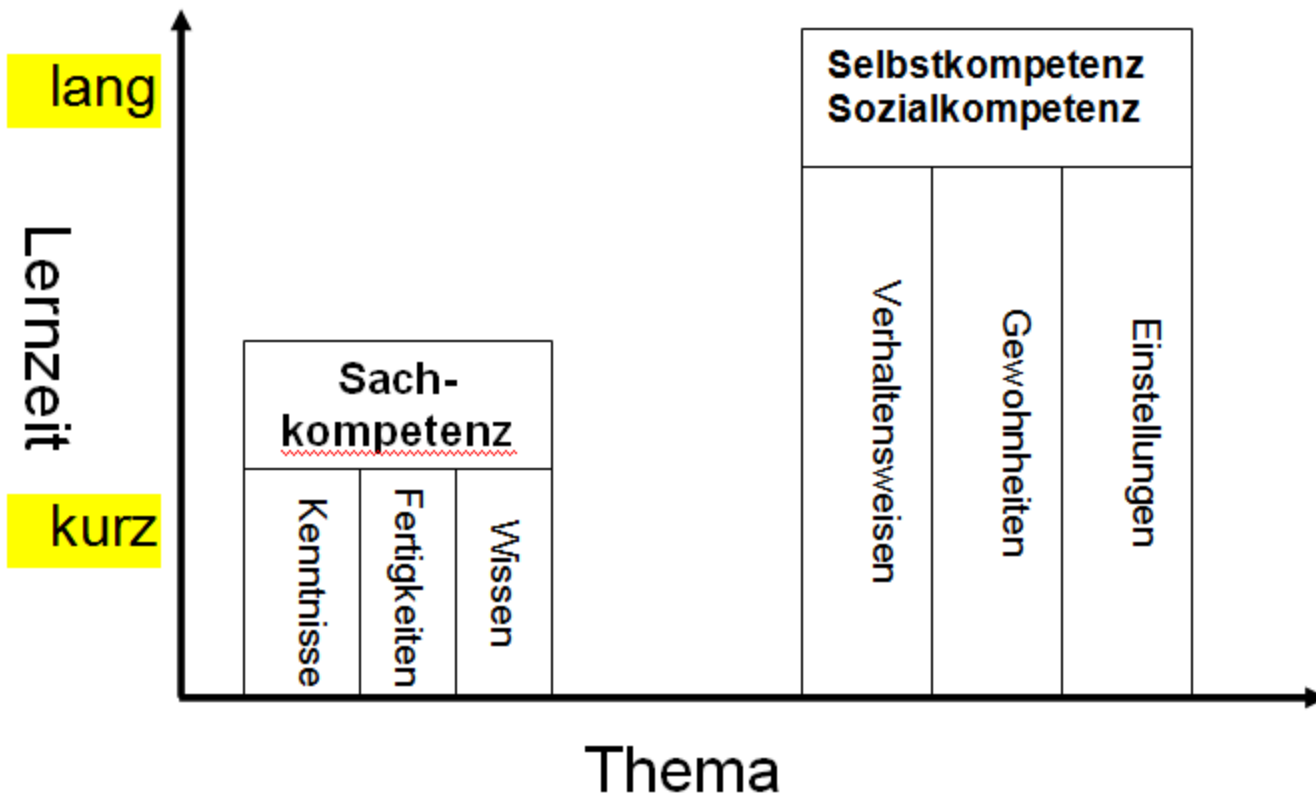 lang
Lernzeit
kurz
Sach-
kompetenz
Kenntnisse
Fertigkeiten
Wissen
Selbstkompetenz
Sozialkompetenz
Verhaltensweisen
Gewohnheiten
Einstellungen
Thema